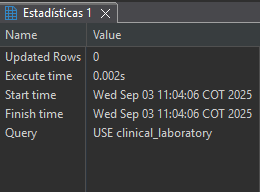 Estadísticas 1
Name Value
Updated Rows 0
Execute time 0.002s
Start time Wed Sep 03 11:04:06 COT 2025
Finish time Wed Sep 03 11:04:06 COT 2025
Query USE clinical_laboratory